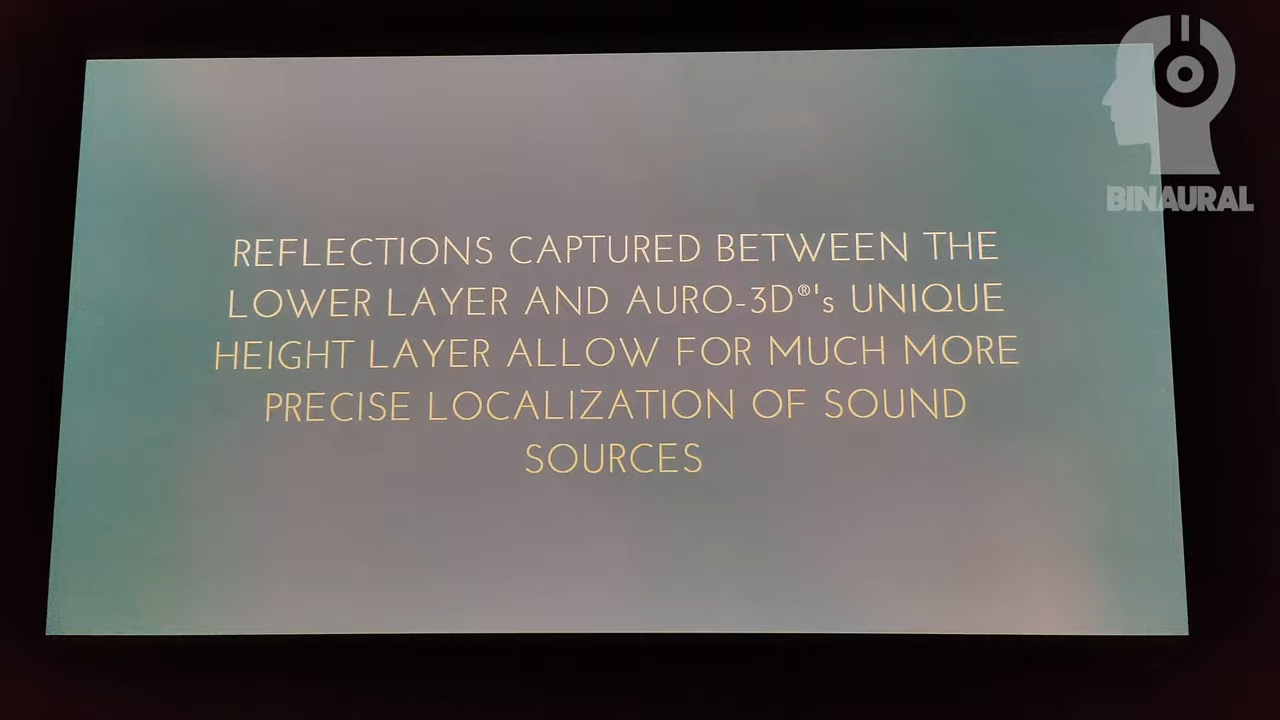 REFLECTIONS CAPTURED BETWEEN THE
LOWER LAYER AND AURO-3D®'s UNIQUE
HEIGHT LAYER ALLOW FOR MUCH MORE
PRECISE LOCALIZATION OF SOUND
SOURCES
BINAURAL